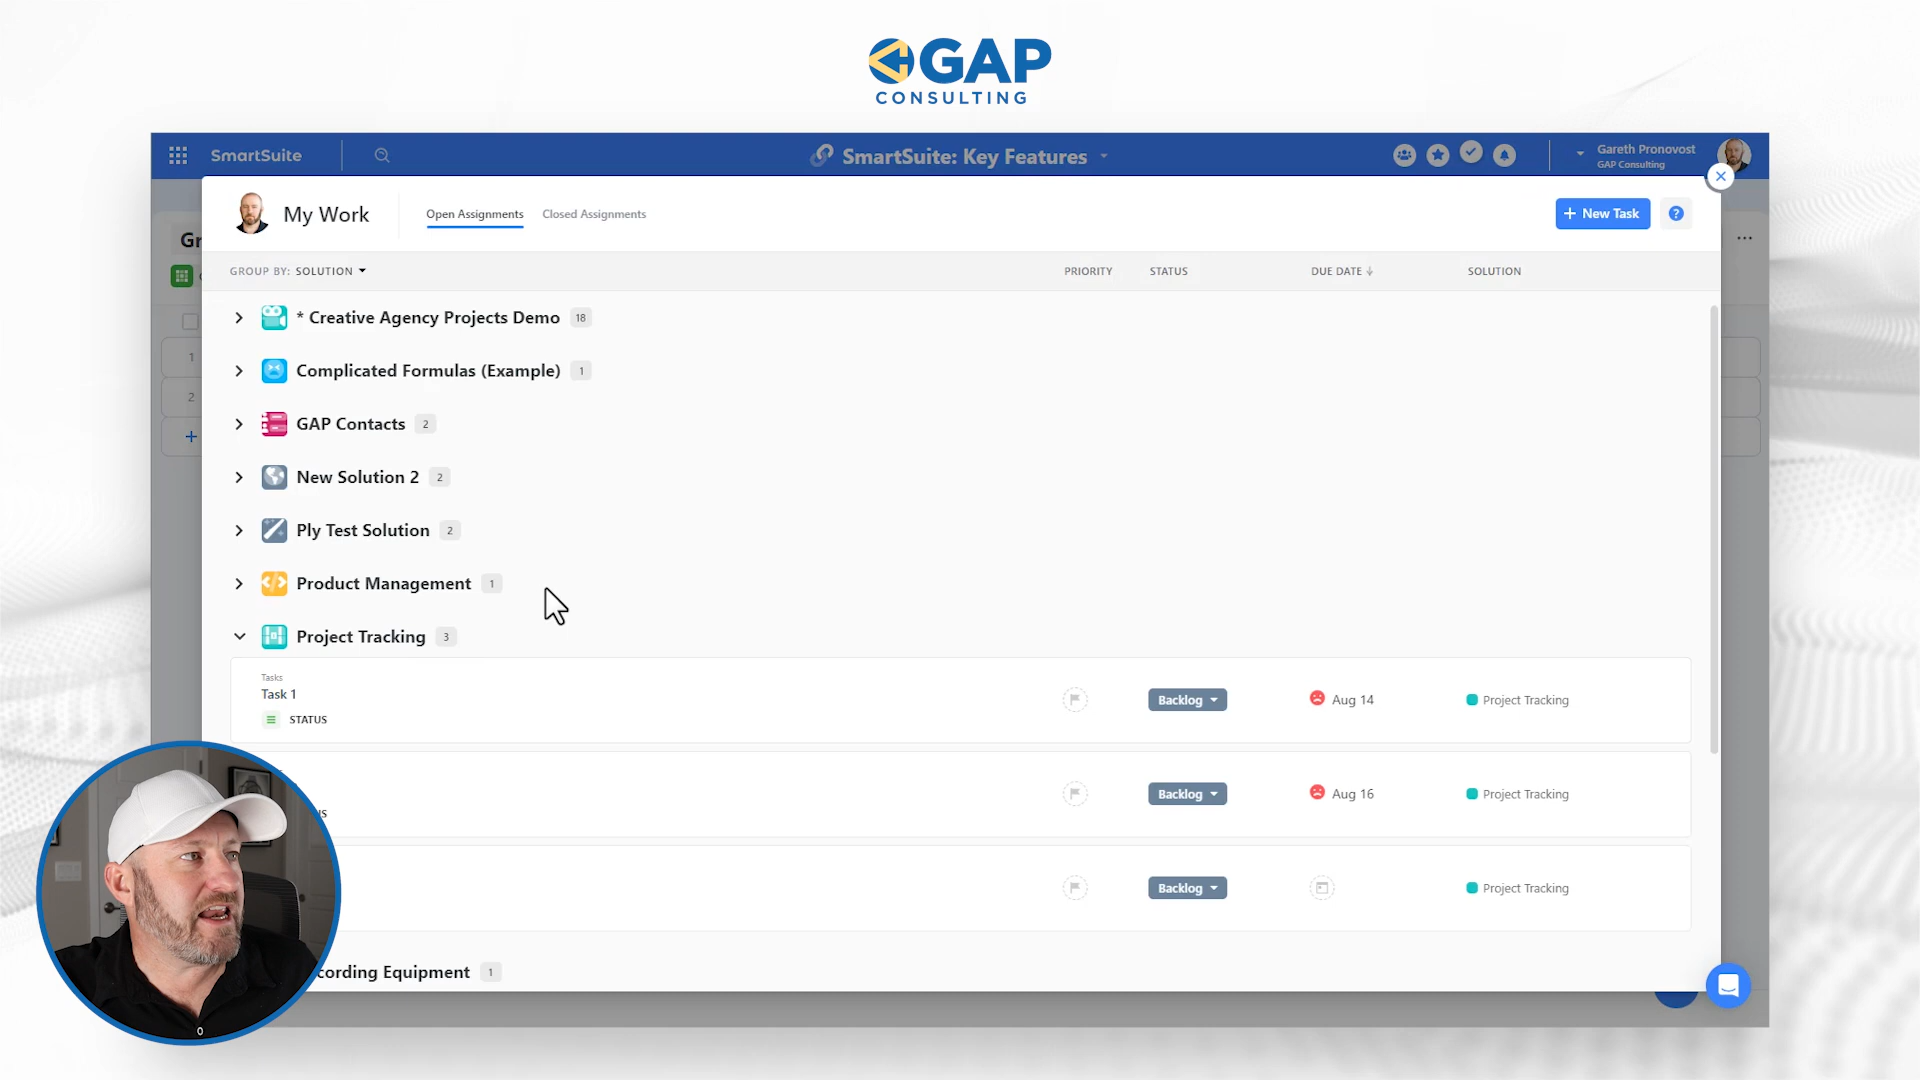 GAP
CONSULTING
SmartSuite
SmartSuite: Key Features
Gareth Pronovost
GAP Consulting
Gr
My Work
Open Assignments
Closed Assignments
+ New Task
?
GROUP BY: SOLUTION
PRIORITY
STATUS
DUE DATE ↓
SOLUTION
* Creative Agency Projects Demo 18
Complicated Formulas (Example) 1
GAP Contacts 2
New Solution 2 2
Ply Test Solution 2
Product Management 1
Project Tracking 3
1
2
+
Tasks
Task 1
STATUS
Backlog
Aug 14
Project Tracking
Backlog
Aug 16
Project Tracking
Backlog
Project Tracking
cording Equipment 1